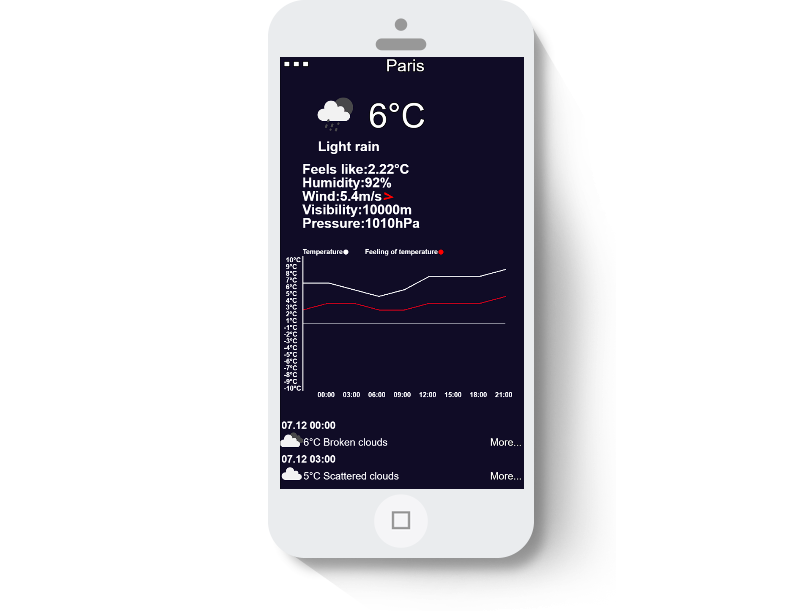 Paris
6°C
Light rain
Feels like:2.22°C
Humidity:92%
Wind:5.4m/s>
Visibility:10000m
Pressure:1010hPa
Temperature Feeling of temperature
10°C
9°C
8°C
7°C
6°C
5°C
4°C
3°C
2°C
1°C
-1°C
-2°C
-3°C
-4°C
-5°C
-6°C
-7°C
-8°C
-9°C
-10°C
00:00 03:00 06:00 09:00 12:00 15:00 18:00 21:00
07.12 00:00
6°C Broken clouds More...
07.12 03:00
5°C Scattered clouds More...